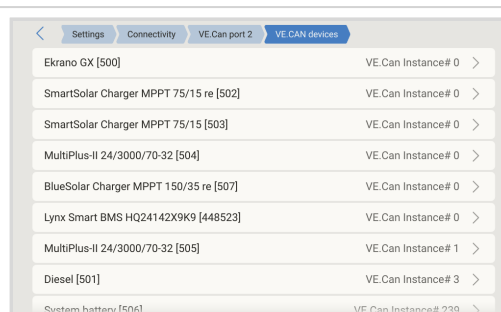 Settings Connectivity VE.Can port 2 VE.CAN devices
Ekrano GX [500] VE.Can Instance# 0
SmartSolar Charger MPPT 75/15 re [502] VE.Can Instance# 0
SmartSolar Charger MPPT 75/15 [503] VE.Can Instance# 0
MultiPlus-II 24/3000/70-32 [504] VE.Can Instance# 0
BlueSolar Charger MPPT 150/35 re [507] VE.Can Instance# 0
Lynx Smart BMS HQ24142X9K9 [448523] VE.Can Instance# 0
MultiPlus-II 24/3000/70-32 [505] VE.Can Instance# 1
Diesel [501] VE.Can Instance# 3
System battery [506] VE.Can Instance# 239